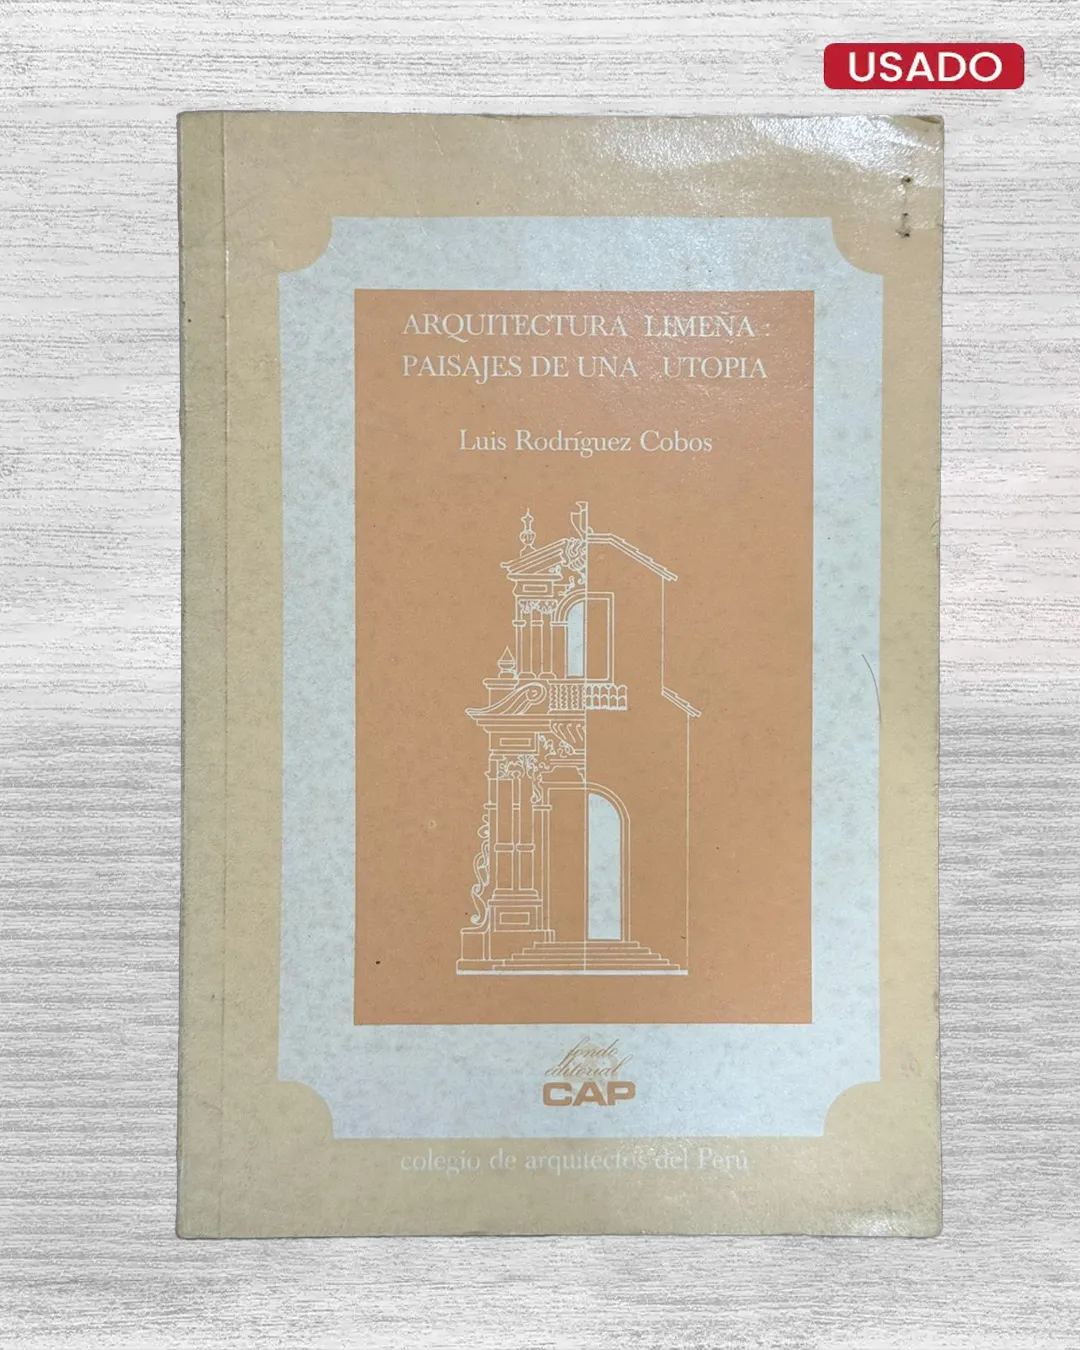 USADO
ARQUITECTURA LIMEÑA :
PAISAJES DE UNA UTOPIA
Luis Rodríguez Cobos
fondo
editorial
CAP
colegio de arquitectos del Perú